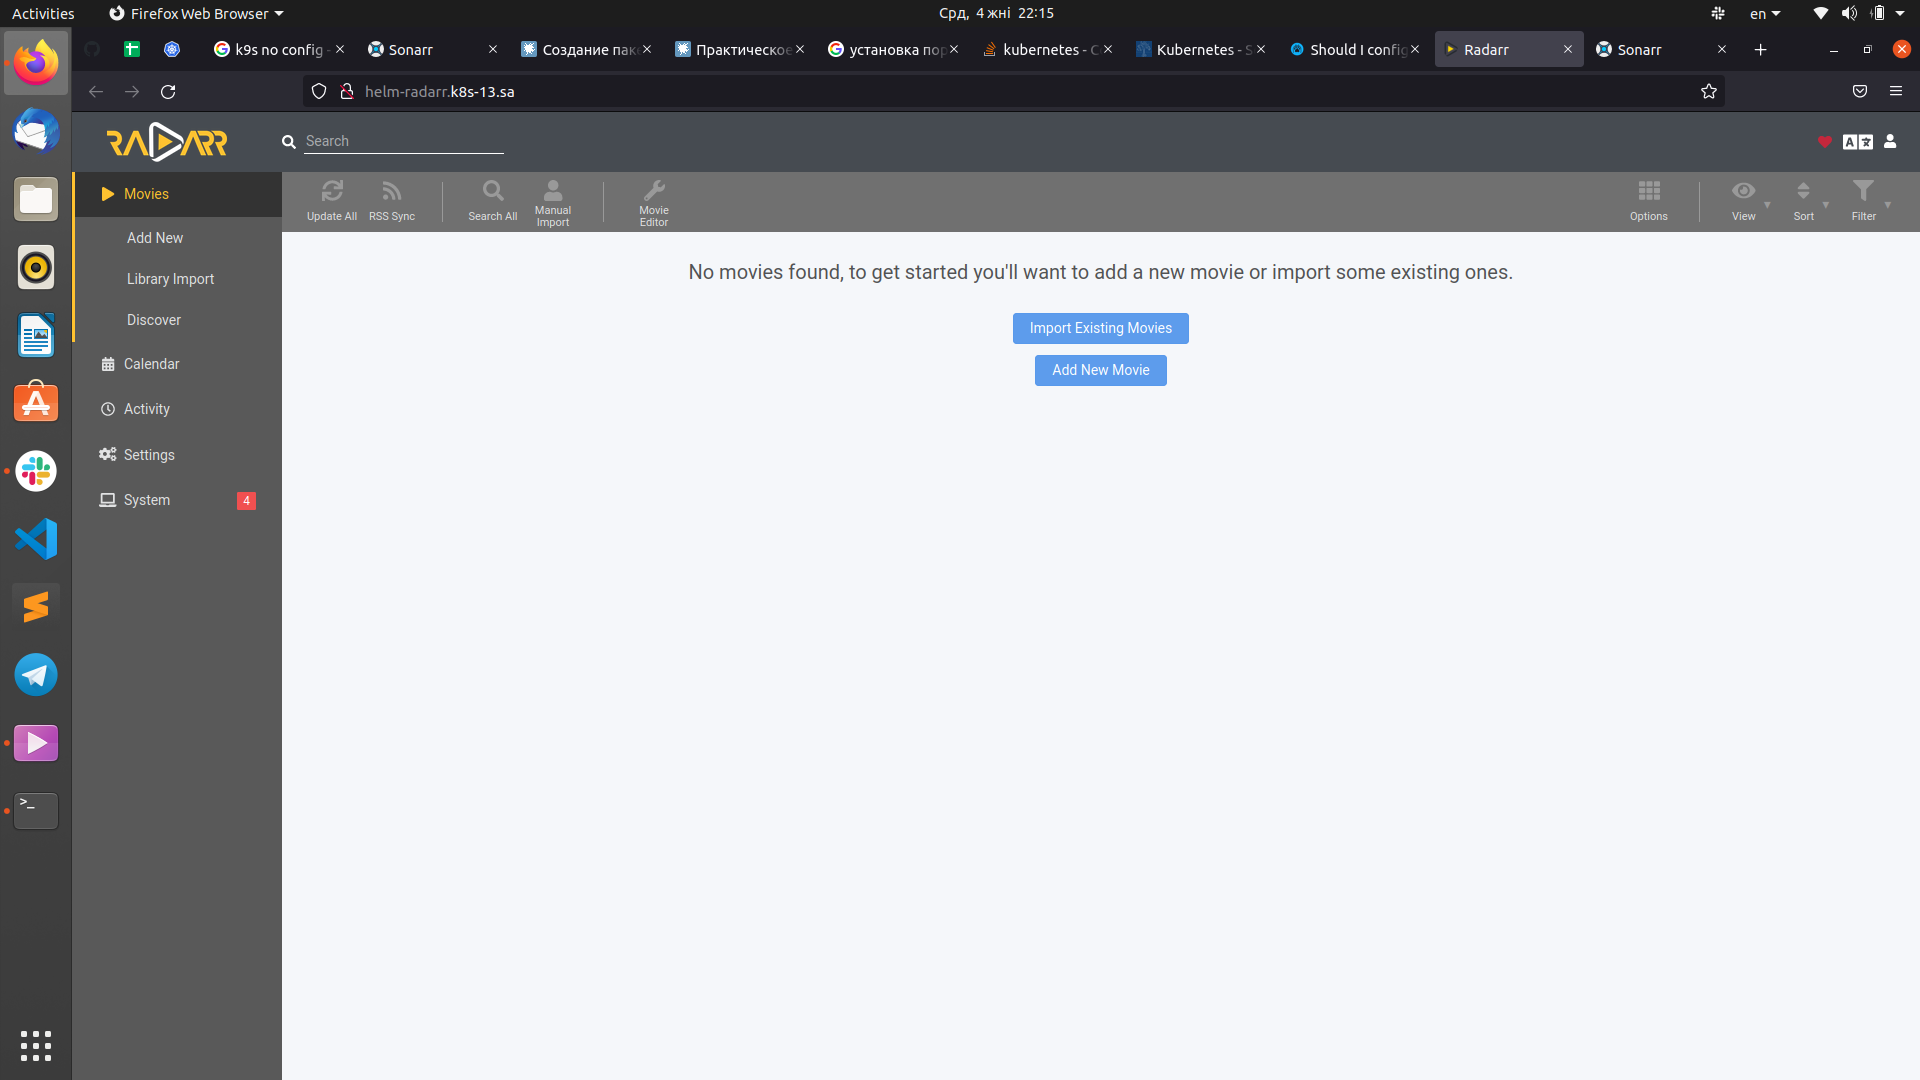 Activities
Firefox Web Browser
Срд, 4 жні 22:15
en
k9s no config -
Sonarr
Создание пак
Практическое
установка пор
kubernetes - C
Kubernetes - S
Should I config
Radarr
Sonarr
helm-radarr.k8s-13.sa
RADARR
Search
Movies
Add New
Library Import
Discover
Calendar
Activity
Settings
System
4
Update All
RSS Sync
Search All
Manual
Import
Movie
Editor
Options
View
Sort
Filter
No movies found, to get started you'll want to add a new movie or import some existing ones.
Import Existing Movies
Add New Movie